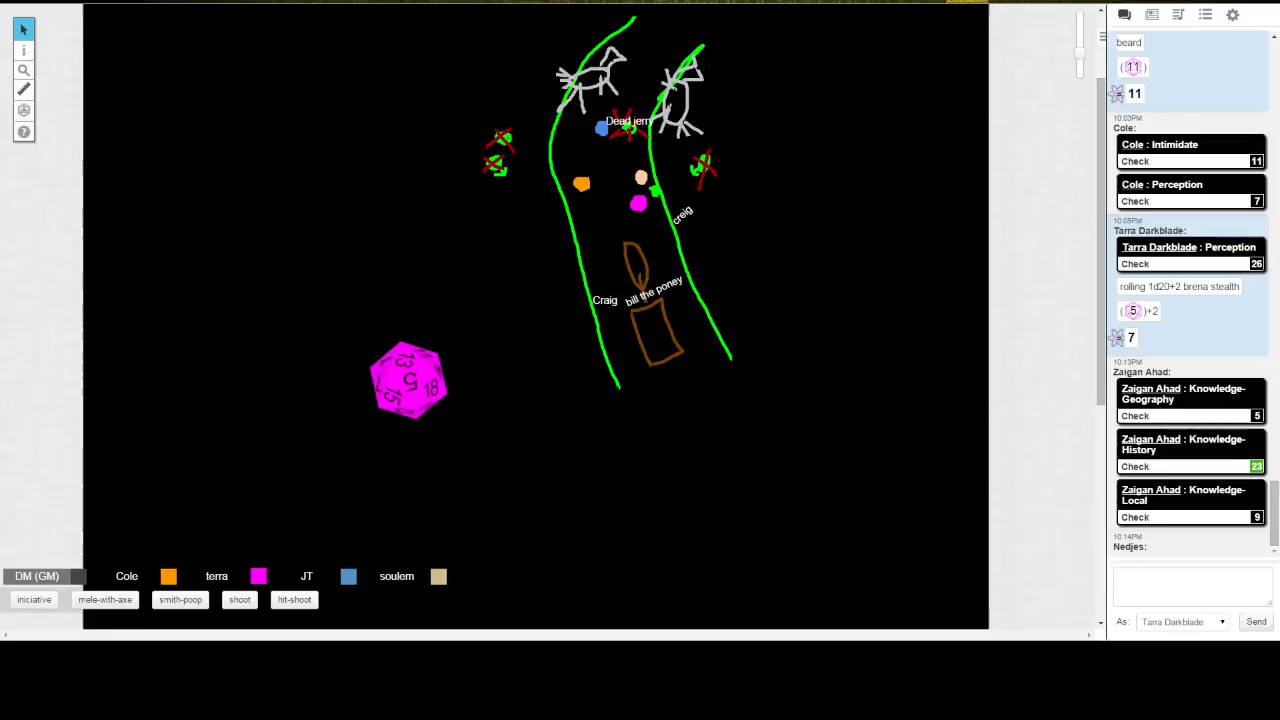 beard
(11)
= 11
10:03PM
Cole:
Cole : Intimidate
Check 11
Cole : Perception
Check 7
10:05PM
Tarra Darkblade:
Tarra Darkblade : Perception
Check 26
rolling 1d20+2 brena stealth
(5)+2
= 7
10:13PM
Zaigan Ahad:
Zaigan Ahad : Knowledge-
Geography
Check 5
Zaigan Ahad : Knowledge-
History
Check 23
Zaigan Ahad : Knowledge-
Local
Check 9
10:14PM
Nedjes:
As: Tarra Darkblade Send
Dead jerry
creig
Craig
bill the poney
13
5
18
15
7
DM (GM) Cole terra JT soulem
iniciative mele-with-axe smith-poop shoot hit-shoot